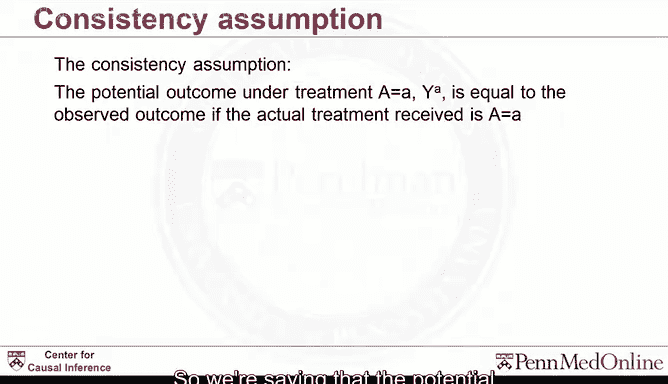 Consistency assumption
The consistency assumption:
The potential outcome under treatment A=a, Yᵃ, is equal to the
observed outcome if the actual treatment received is A=a
Center for
Causal Inference
PennMedOnline
So we're saying that the potential